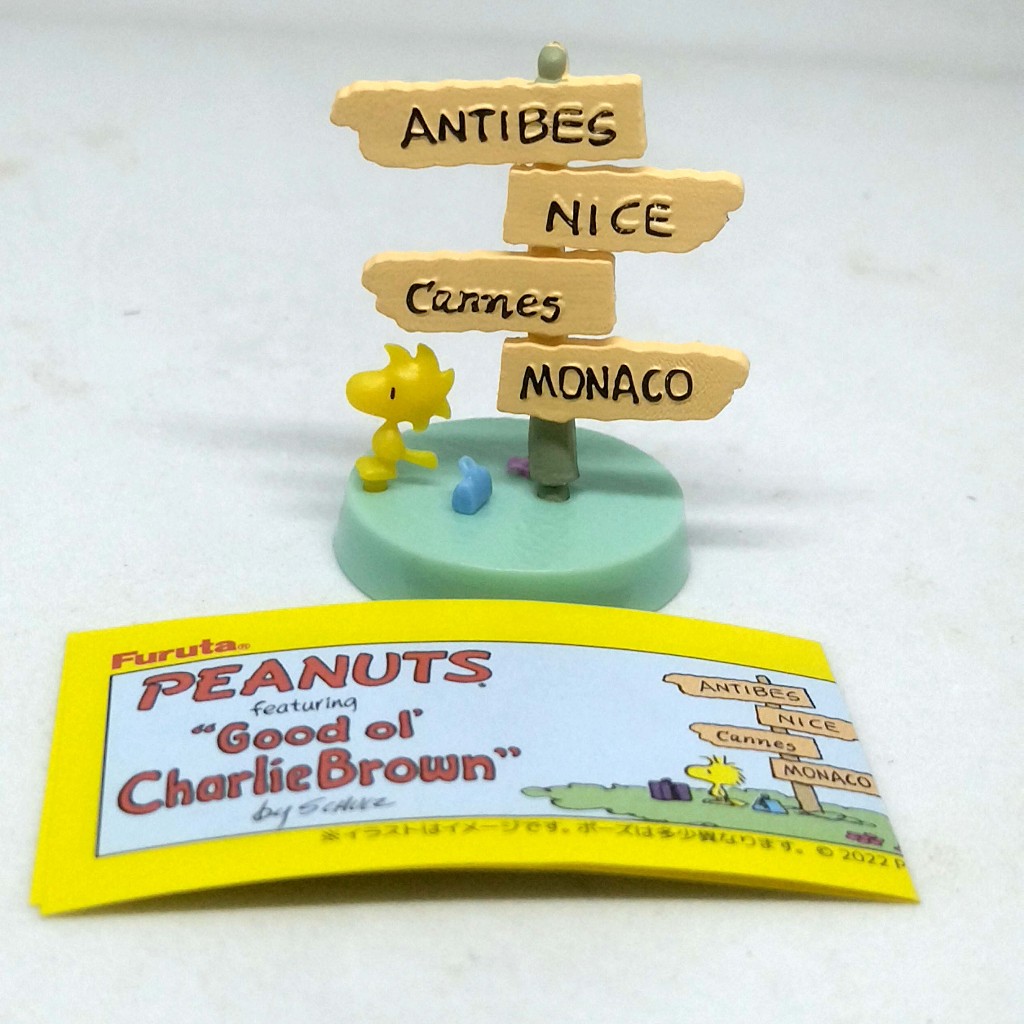 ANTIBES
NICE
Cannes
MONACO
Furuta®
PEANUTS
featuring
"Good ol'
Charlie Brown"
by SCHULZ
ANTIBES
NICE
Cannes
MONACO
※イラストはイメージです。ポーズは多少異なります。 © 2022 P